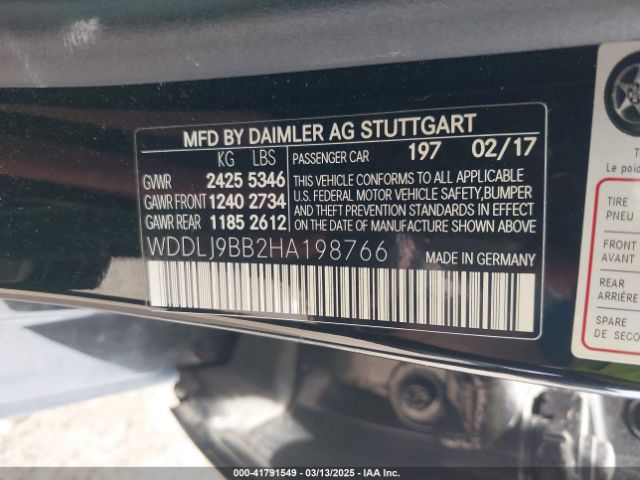 MFD BY DAIMLER AG STUTTGART
KG LBS
GVWR 2425 5346
GAWR FRONT 1240 2734
GAWR REAR 1185 2612
PASSENGER CAR 197 02/17
THIS VEHICLE CONFORMS TO ALL APPLICABLE
U.S. FEDERAL MOTOR VEHICLE SAFETY,BUMPER
AND THEFT PREVENTION STANDARDS IN EFFECT
ON THE DATE OF MANUFACTURE SHOWN ABOVE
WDDLJ9BB2HA198766
MADE IN GERMANY
T
Le poid
TIRE
PNEU
FRONT
AVANT
REAR
ARRIÈRE
SPARE
DE SECO
000-41791549 - 03/13/2025 - IAA, Inc.